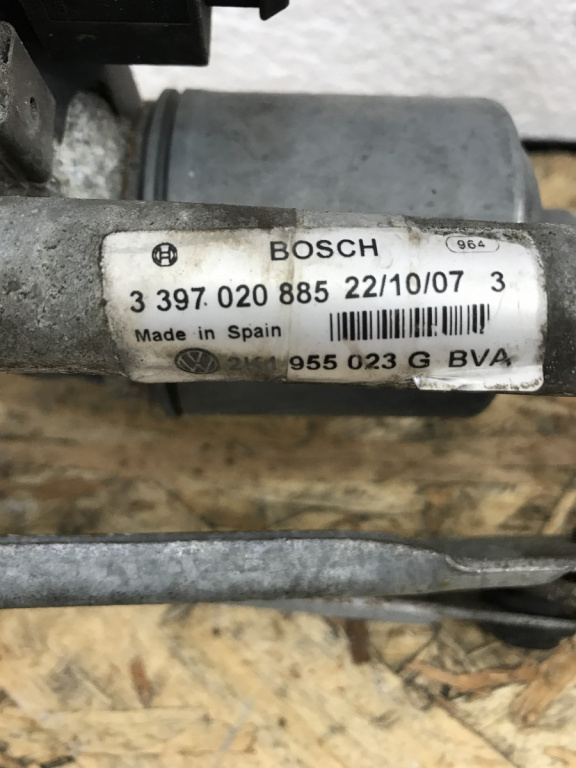 BOSCH 964
3 397 020 885 22/10/07 3
Made in Spain
955 023 G BVA